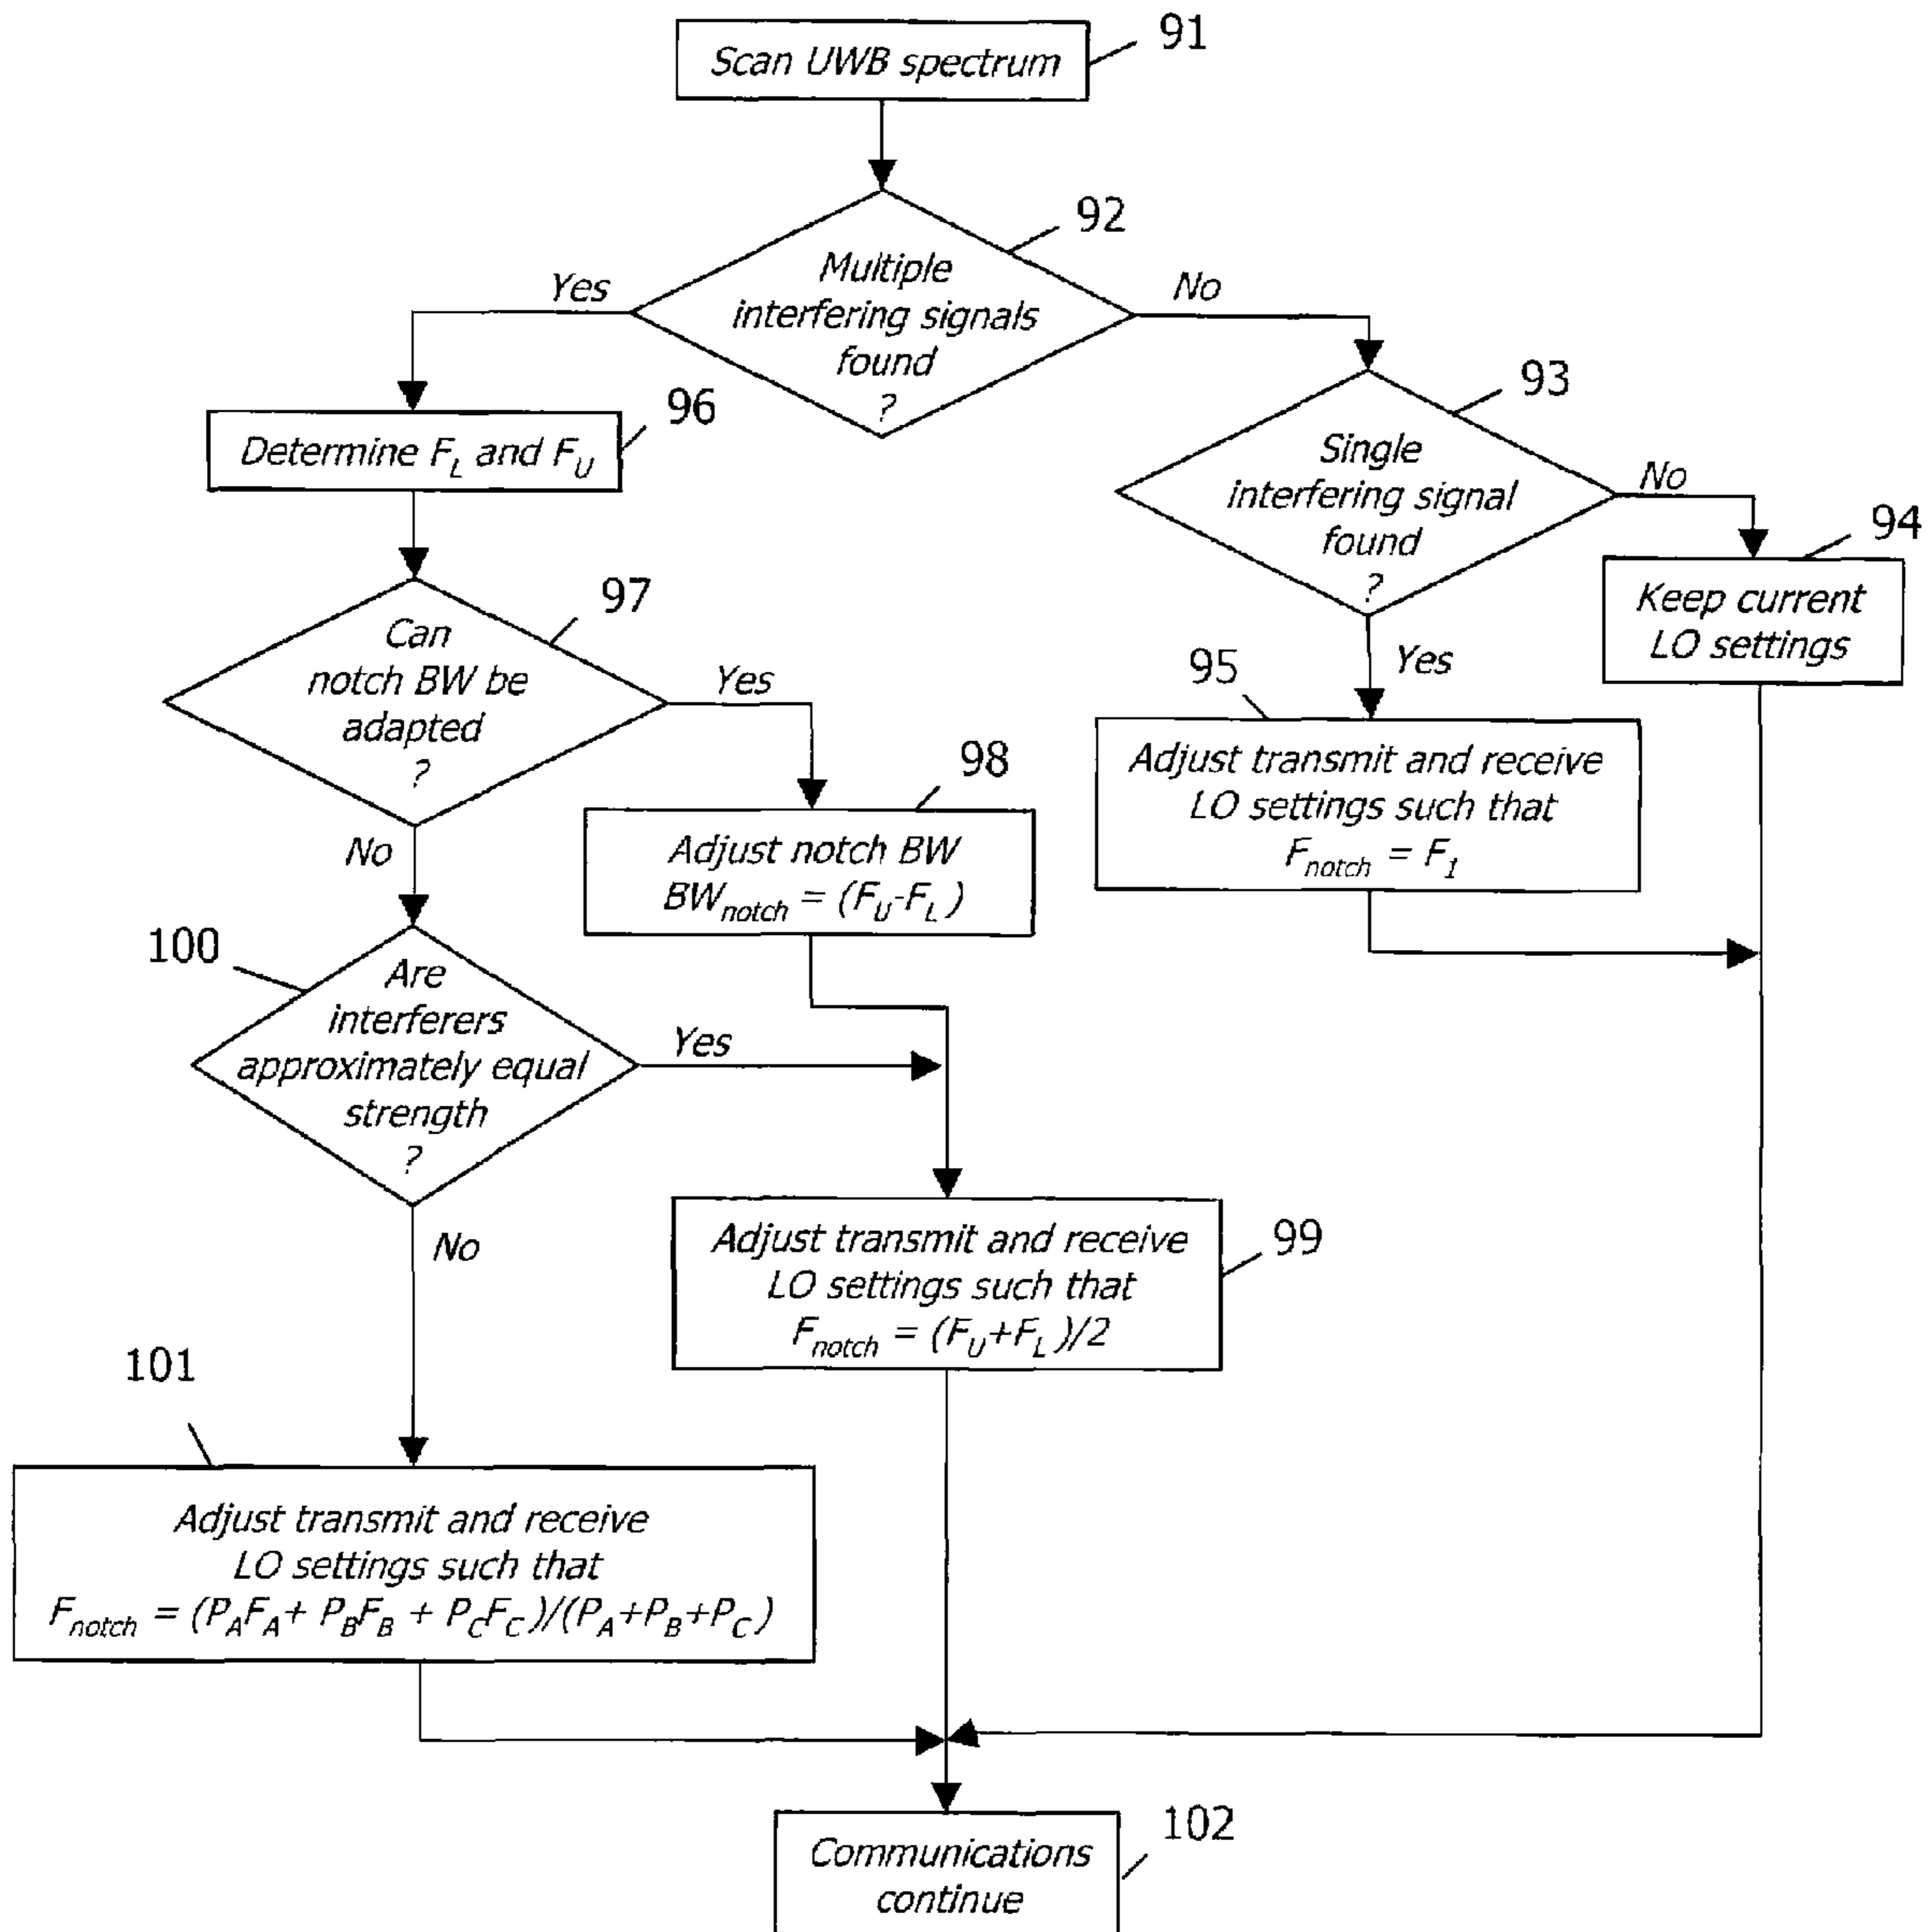 91
Scan UWB spectrum
92
Multiple
interfering signals
found
?
Yes
No
93
Single
interfering signal
found
?
No
Yes
94
Keep current
LO settings
95
Adjust transmit and receive
LO settings such that
F_notch = F_1
96
Determine F_L and F_U
97
Can
notch BW be
adapted
?
Yes
No
98
Adjust notch BW
BW_notch = (F_U-F_L)
100
Are
interferers
approximately equal
strength
?
Yes
No
99
Adjust transmit and receive
LO settings such that
F_notch = (F_U+F_L)/2
101
Adjust transmit and receive
LO settings such that
F_notch = (P_AF_A+ P_BF_B + P_CF_C)/(P_A+P_B+P_C)
102
Communications
continue